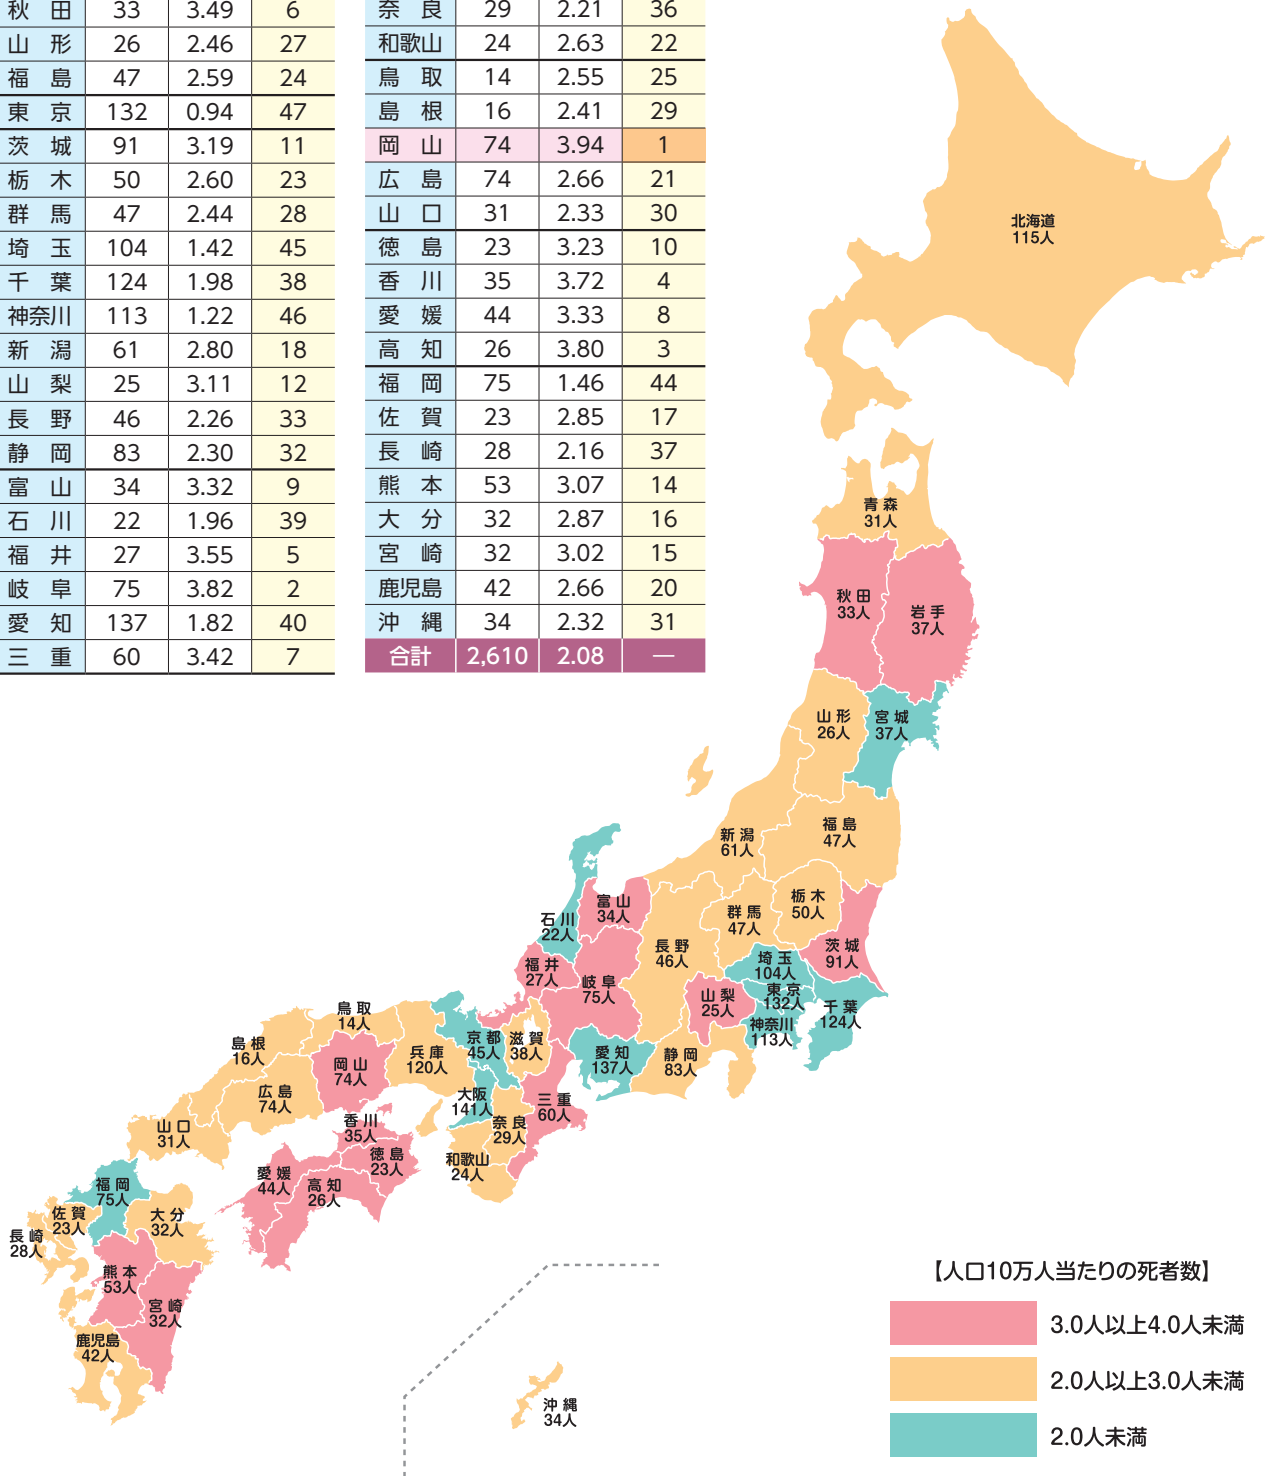 秋田 33 3.49 6
山形 26 2.46 27
福島 47 2.59 24
東京 132 0.94 47
茨城 91 3.19 11
栃木 50 2.60 23
群馬 47 2.44 28
埼玉 104 1.42 45
千葉 124 1.98 38
神奈川 113 1.22 46
新潟 61 2.80 18
山梨 25 3.11 12
長野 46 2.26 33
静岡 83 2.30 32
富山 34 3.32 9
石川 22 1.96 39
福井 27 3.55 5
岐阜 75 3.82 2
愛知 137 1.82 40
三重 60 3.42 7
奈良 29 2.21 36
和歌山 24 2.63 22
鳥取 14 2.55 25
島根 16 2.41 29
岡山 74 3.94 1
広島 74 2.66 21
山口 31 2.33 30
徳島 23 3.23 10
香川 35 3.72 4
愛媛 44 3.33 8
高知 26 3.80 3
福岡 75 1.46 44
佐賀 23 2.85 17
長崎 28 2.16 37
熊本 53 3.07 14
大分 32 2.87 16
宮崎 32 3.02 15
鹿児島 42 2.66 20
沖縄 34 2.32 31
合計 2,610 2.08 —
北海道
115人
青森
31人
秋田
33人
岩手
37人
山形
26人
宮城
37人
福島
47人
新潟
61人
栃木
50人
群馬
47人
茨城
91人
富山
34人
石川
22人
長野
46人
埼玉
104人
福井
27人
岐阜
75人
東京
132人
山梨
25人
千葉
124人
神奈川
113人
鳥取
14人
島根
16人
京都
45人
滋賀
38人
愛知
137人
静岡
83人
兵庫
120人
岡山
74人
広島
74人
大阪
141人
三重
60人
奈良
29人
山口
31人
香川
35人
徳島
23人
和歌山
24人
愛媛
44人
高知
26人
福岡
75人
佐賀
23人
大分
32人
長崎
28人
熊本
53人
宮崎
32人
鹿児島
42人
沖縄
34人
【人口10万人当たりの死者数】
3.0人以上4.0人未満
2.0人以上3.0人未満
2.0人未満